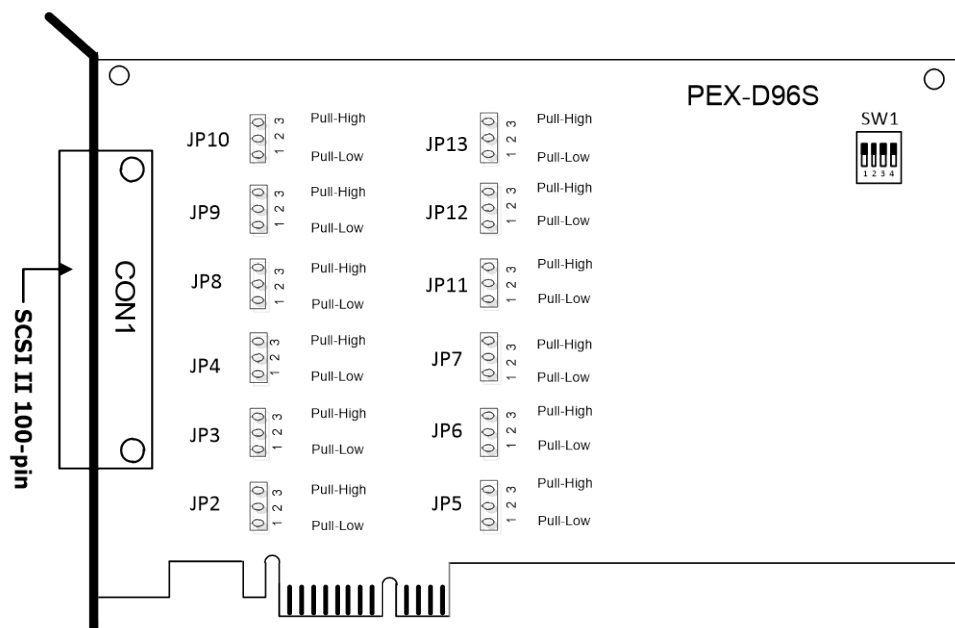 PEX-D96S
SW1
1 2 3 4
JP10
1 2 3
Pull-High
Pull-Low
JP13
1 2 3
Pull-High
Pull-Low
JP9
1 2 3
Pull-High
Pull-Low
JP12
1 2 3
Pull-High
Pull-Low
JP8
1 2 3
Pull-High
Pull-Low
JP11
1 2 3
Pull-High
Pull-Low
JP4
1 2 3
Pull-High
Pull-Low
JP7
1 2 3
Pull-High
Pull-Low
JP3
1 2 3
Pull-High
Pull-Low
JP6
1 2 3
Pull-High
Pull-Low
JP2
1 2 3
Pull-High
Pull-Low
JP5
1 2 3
Pull-High
Pull-Low
CON1
SCSI II 100-pin